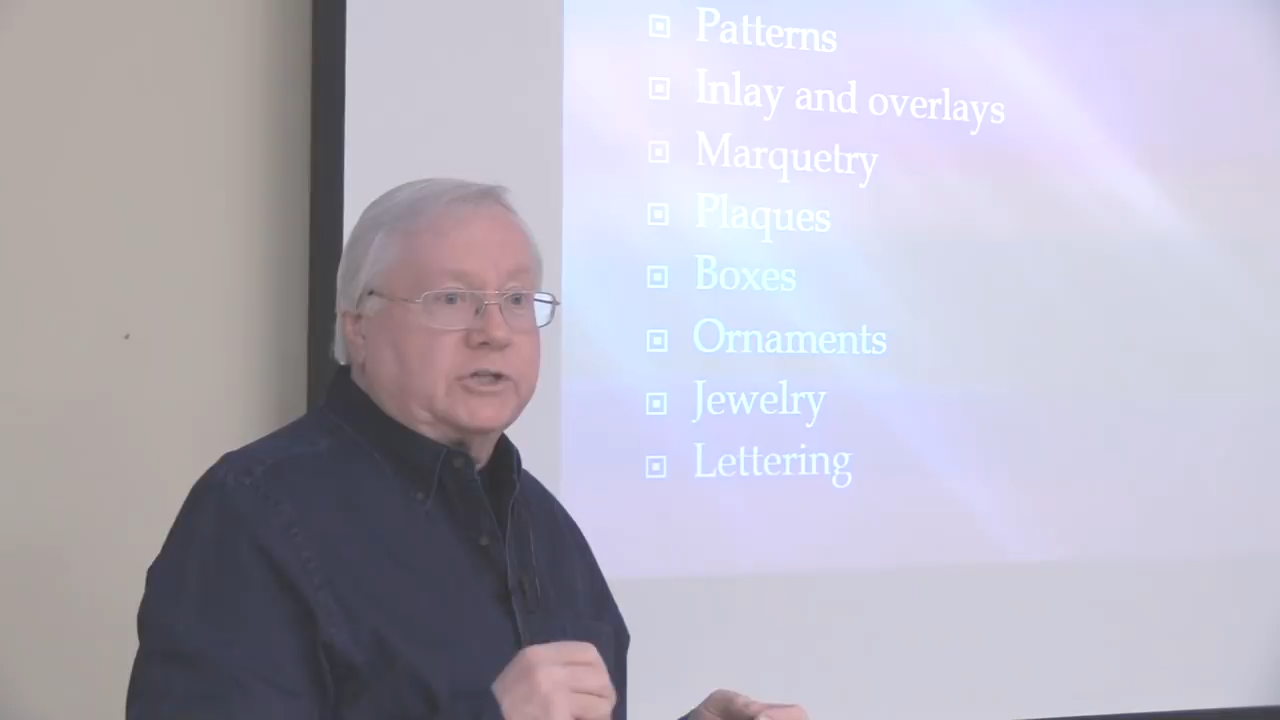 Patterns
Inlay and overlays
Marquetry
Plaques
Boxes
Ornaments
Jewelry
Lettering